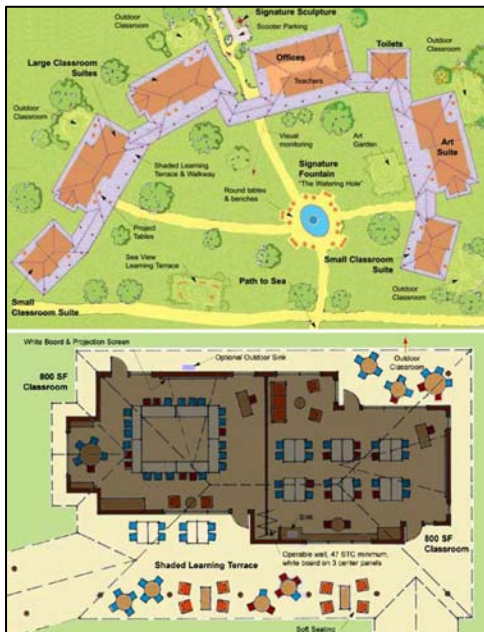 Outdoor
Classroom
Signature Sculpture
Scooter Parking
Toilets
Outdoor
Classroom
Offices
Teachers
Large Classroom
Suites
Outdoor
Classroom
Visual
monitoring
Art
Garden
Art
Suite
Signature
Fountain
"The Watering Hole"
Shaded Learning
Terrace & Walkway
Round tables
& benches
Project
Tables
Sea View
Learning Terrace
Small Classroom
Suite
Path to Sea
Outdoor
Classroom
Small
Classroom Suite
White Board & Projection Screen
Optional Outdoor Sink
Outdoor
Classroom
800 SF
Classroom
Sink
Operable wall, 47 STC minimum,
white board on 3 center panels
800 SF
Classroom
Shaded Learning Terrace
Soft Seating